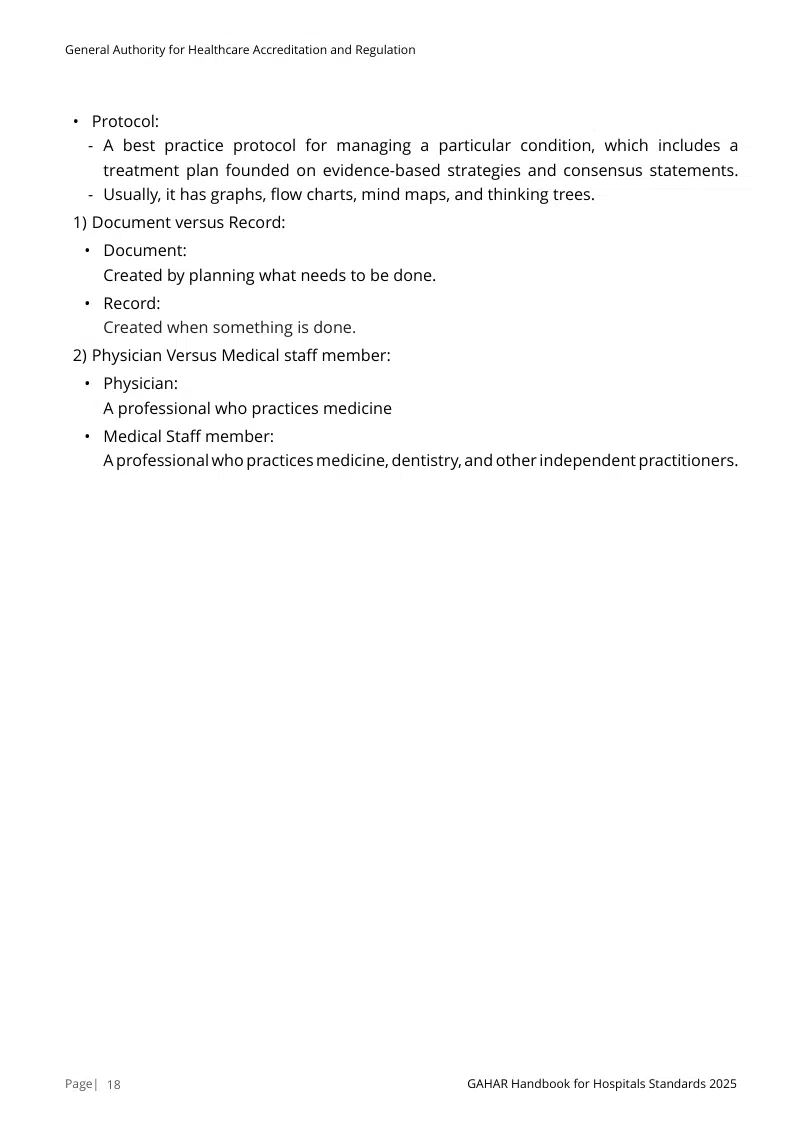 General Authority for Healthcare Accreditation and Regulation
• Protocol:
- A best practice protocol for managing a particular condition, which includes a
treatment plan founded on evidence-based strategies and consensus statements.
- Usually, it has graphs, flow charts, mind maps, and thinking trees.
1) Document versus Record:
• Document:
Created by planning what needs to be done.
• Record:
Created when something is done.
2) Physician Versus Medical staff member:
• Physician:
A professional who practices medicine
• Medical Staff member:
A professional who practices medicine, dentistry, and other independent practitioners.
Page| 18 GAHAR Handbook for Hospitals Standards 2025